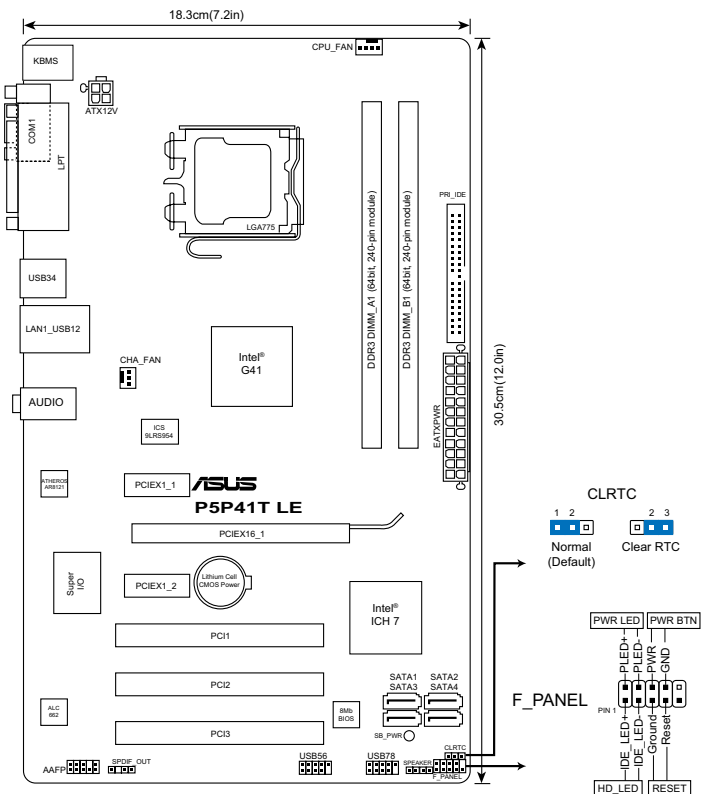 18.3cm(7.2in)
CPU_FAN
KBMS
ATX12V
COM1
LPT
LGA775
DDR3 DIMM_A1 (64bit, 240-pin module)
DDR3 DIMM_B1 (64bit, 240-pin module)
PRI_IDE
USB34
LAN1_USB12
CHA_FAN
Intel®
G41
EATXPWR
30.5cm(12.0in)
AUDIO
ICS
9LRS954
ATHEROS
AR8121
PCIEX1_1
ASUS
P5P41T LE
PCIEX16_1
Super
I/O
PCIEX1_2
Lithium Cell
CMOS Power
Intel®
ICH 7
PCI1
PCI2
PCI3
ALC
662
8Mb
BIOS
SATA1
SATA3
SATA2
SATA4
SB_PWR
AAFP
SPDIF_OUT
USB56
USB78
SPEAKER
CLRTC
F_PANEL
CLRTC
1 2
2 3
Normal
(Default)
Clear RTC
PWR LED
PWR BTN
PLED+
PLED-
PWR
GND
F_PANEL
PIN 1
IDE_LED+
IDE_LED-
Ground
Reset
HD_LED
RESET